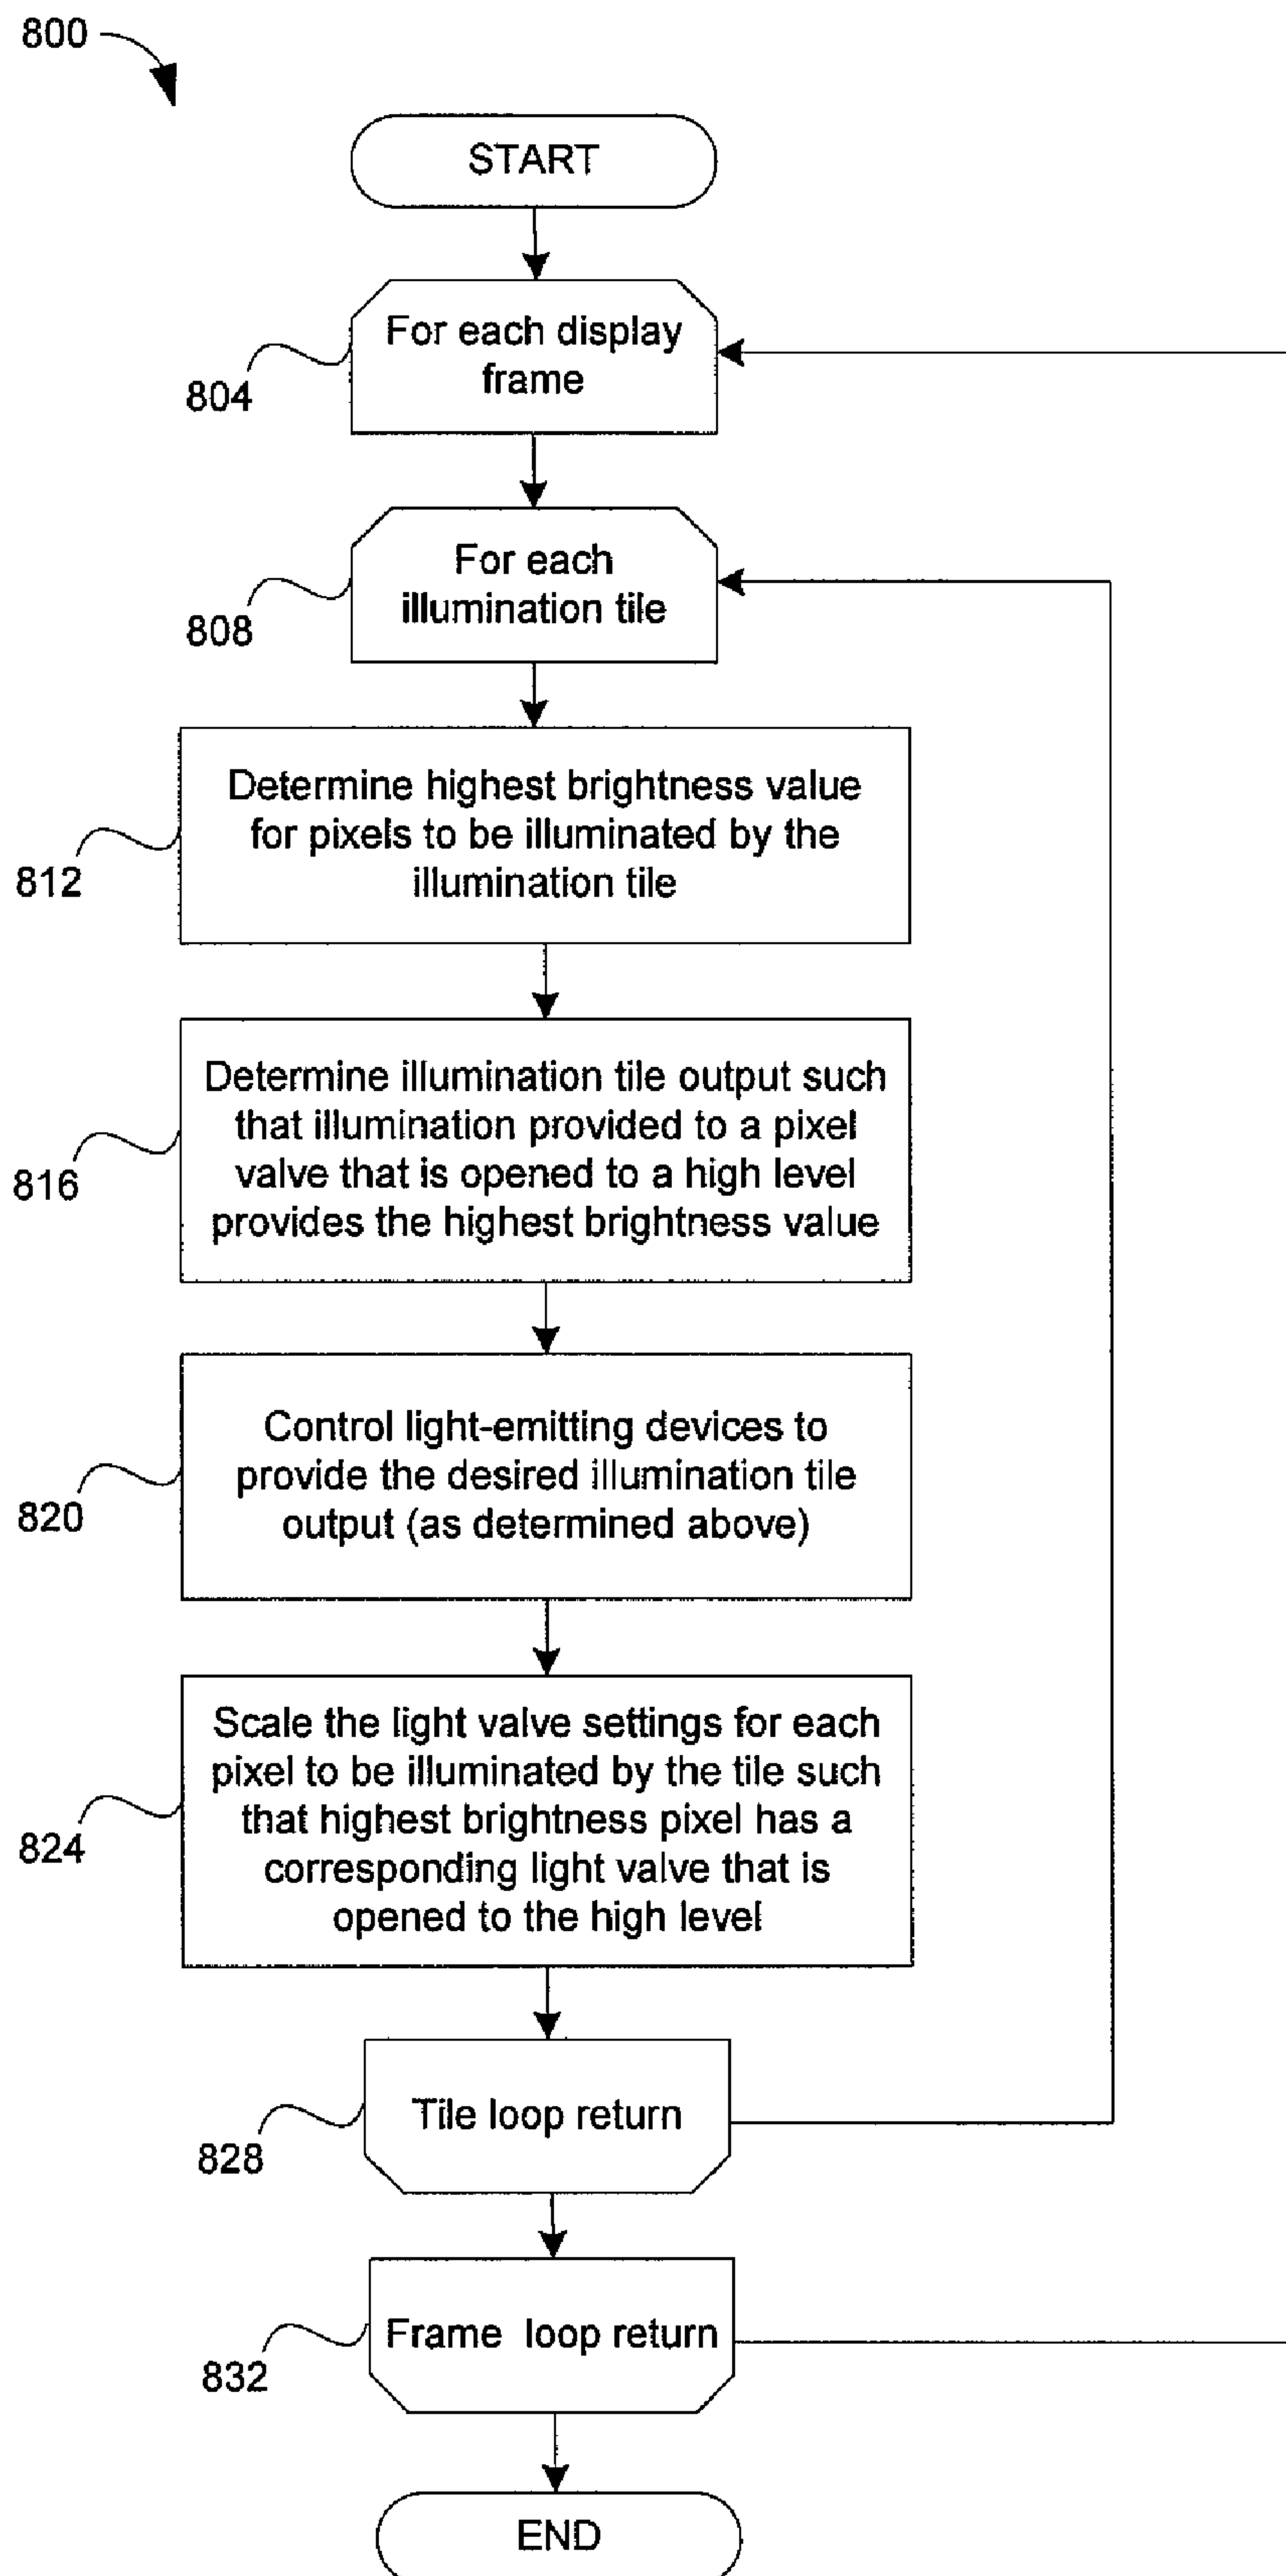 800
START
For each display
frame
804
For each
illumination tile
808
Determine highest brightness value
for pixels to be illuminated by the
illumination tile
812
Determine illumination tile output such
that illumination provided to a pixel
valve that is opened to a high level
provides the highest brightness value
816
Control light-emitting devices to
provide the desired illumination tile
output (as determined above)
820
Scale the light valve settings for each
pixel to be illuminated by the tile such
that highest brightness pixel has a
corresponding light valve that is
opened to the high level
824
Tile loop return
828
Frame loop return
832
END